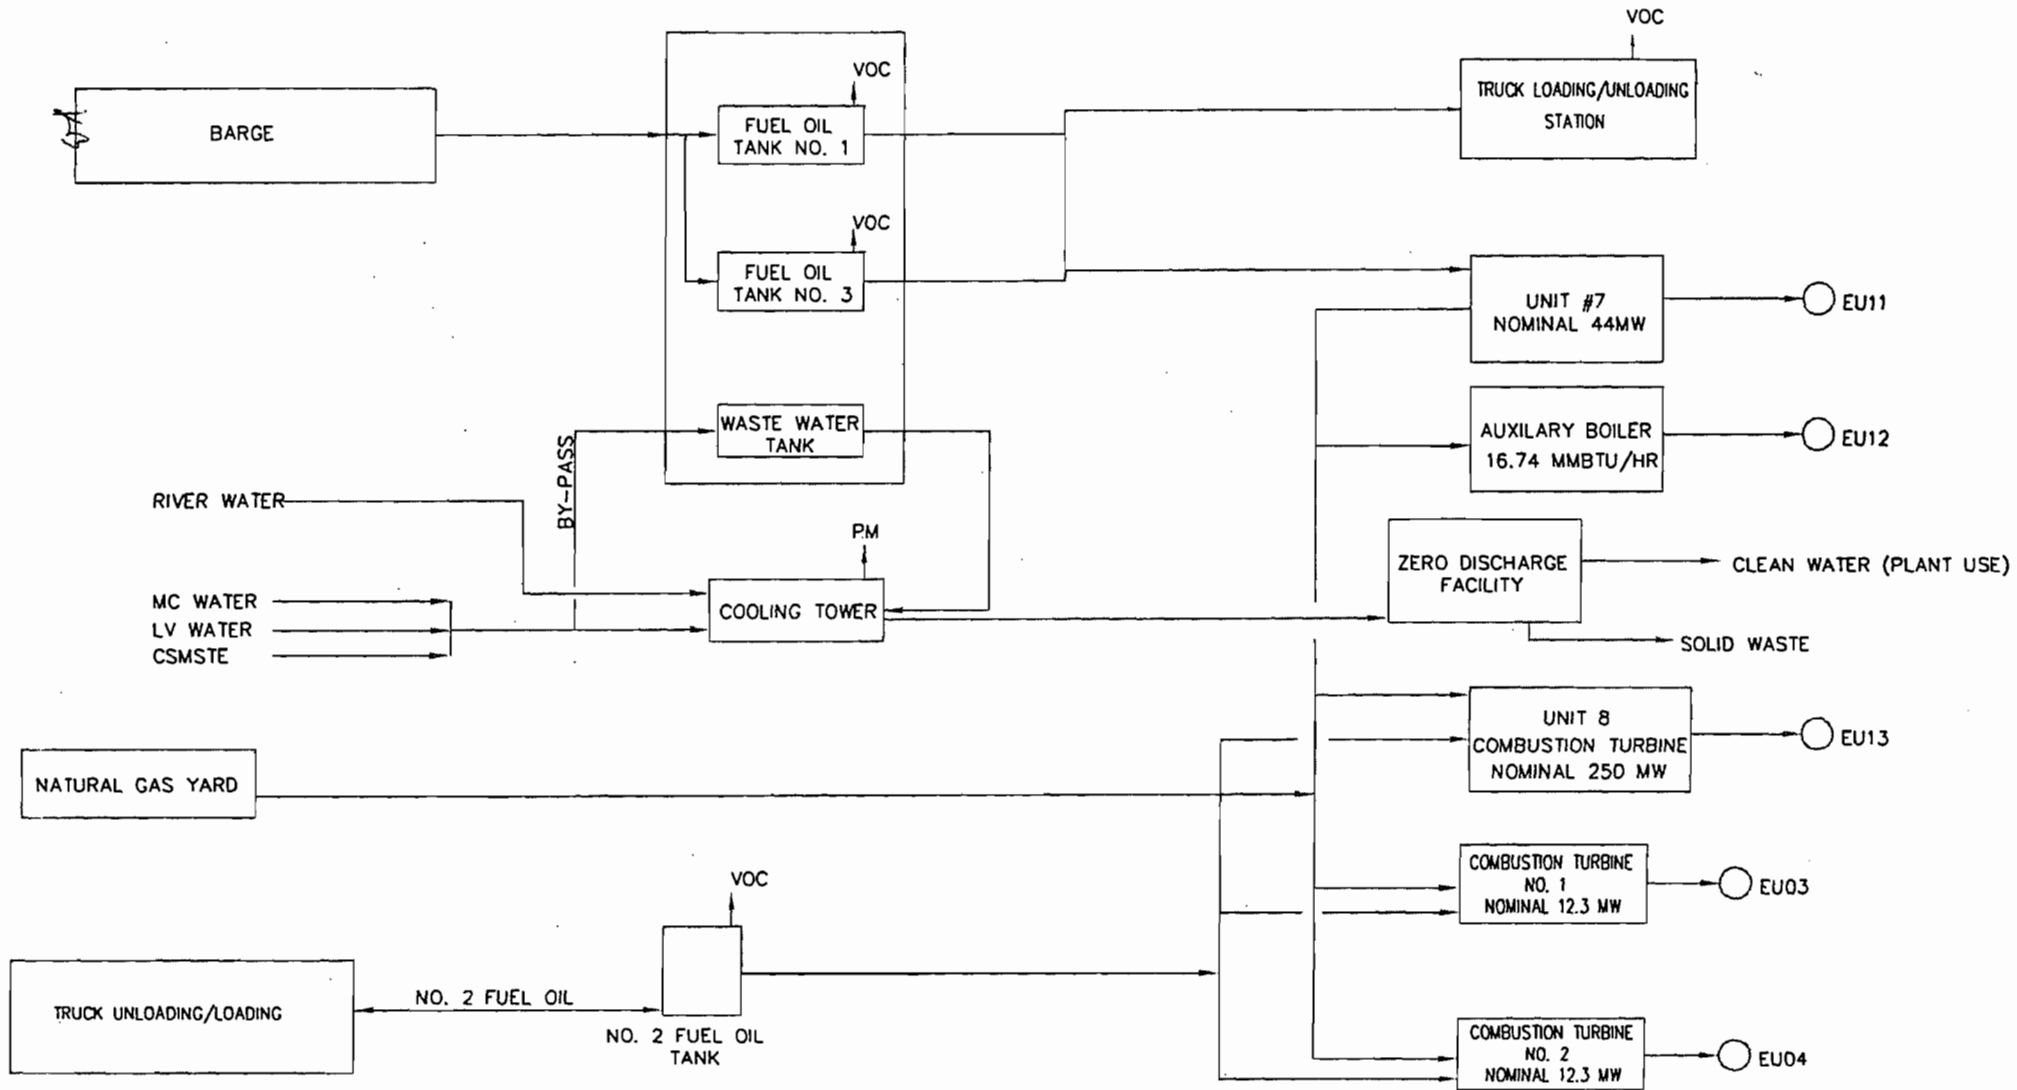 VOC
BARGE
VOC
FUEL OIL
TANK NO. 1
TRUCK LOADING/UNLOADING
STATION
VOC
FUEL OIL
TANK NO. 3
UNIT #7
NOMINAL 44MW
EU11
WASTE WATER
TANK
AUXILARY BOILER
16.74 MMBTU/HR
EU12
BY-PASS
RIVER WATER
PM
ZERO DISCHARGE
FACILITY
CLEAN WATER (PLANT USE)
MC WATER
LV WATER
CSMSTE
COOLING TOWER
SOLID WASTE
UNIT 8
COMBUSTION TURBINE
NOMINAL 250 MW
EU13
NATURAL GAS YARD
COMBUSTION TURBINE
NO. 1
NOMINAL 12.3 MW
EU03
VOC
TRUCK UNLOADING/LOADING
NO. 2 FUEL OIL
NO. 2 FUEL OIL
TANK
COMBUSTION TURBINE
NO. 2
NOMINAL 12.3 MW
EU04